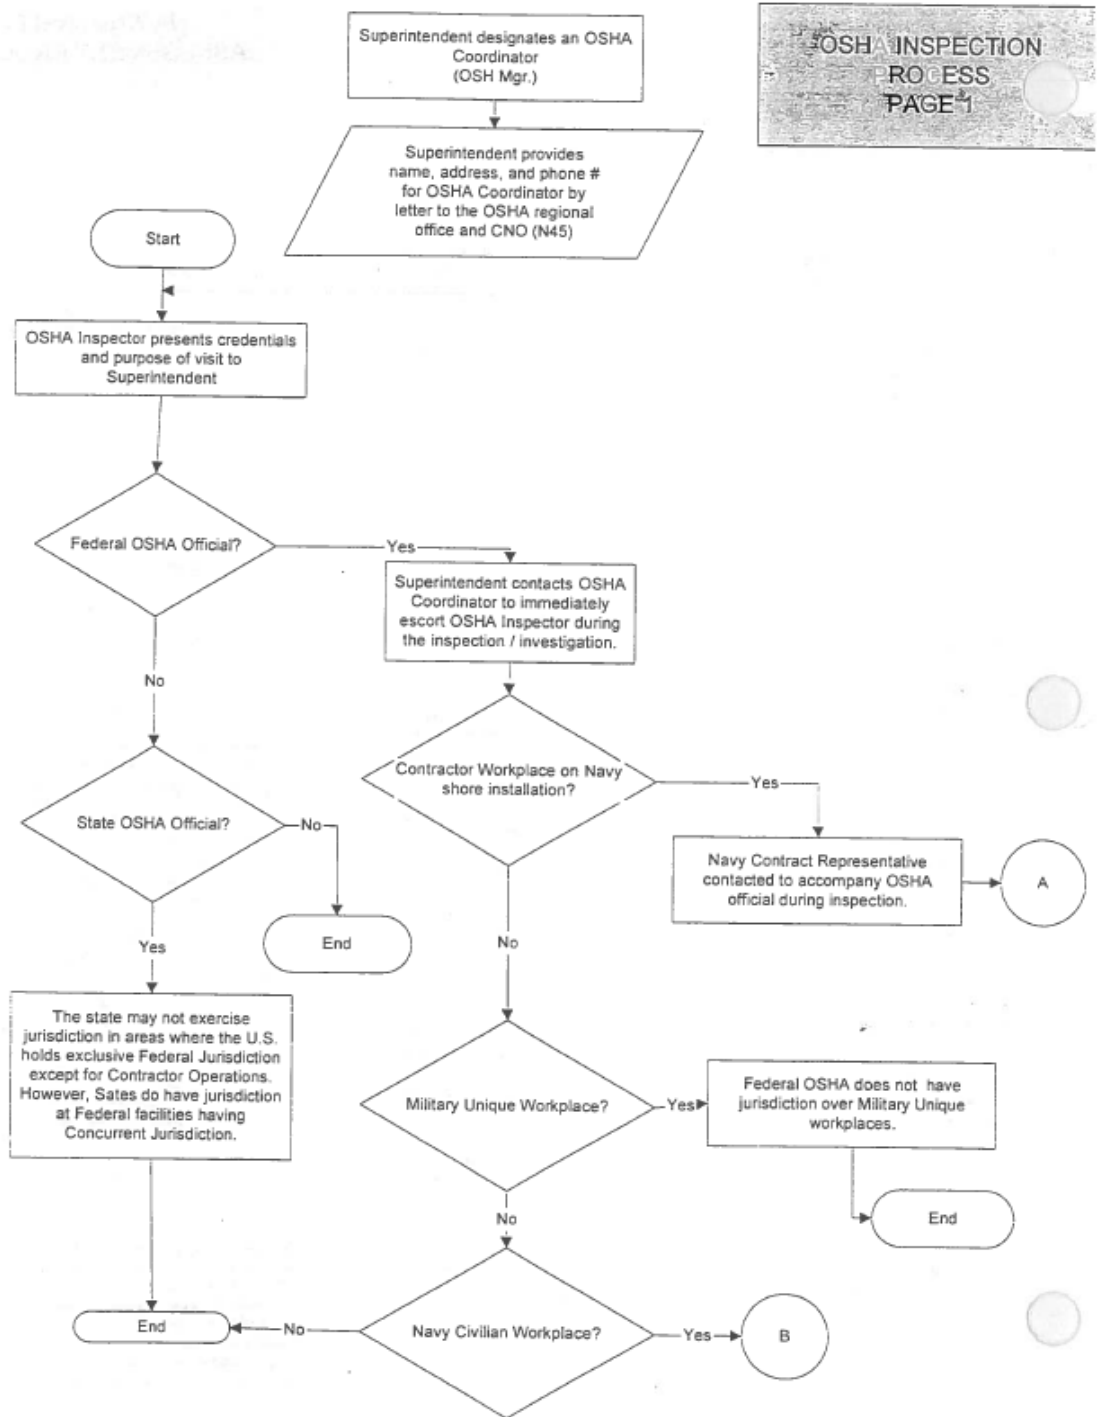 Superintendent designates an OSHA
Coordinator
(OSH Mgr.)
OSHA INSPECTION
PROCESS
PAGE 1
Superintendent provides
name, address, and phone #
for OSHA Coordinator by
letter to the OSHA regional
office and CNO (N45)
Start
OSHA Inspector presents credentials
and purpose of visit to
Superintendent
Federal OSHA Official?
Yes
Superintendent contacts OSHA
Coordinator to immediately
escort OSHA Inspector during
the inspection / investigation.
No
Contractor Workplace on Navy
shore installation?
Yes
State OSHA Official?
No
Navy Contract Representative
contacted to accompany OSHA
official during inspection.
A
End
Yes
No
The state may not exercise
jurisdiction in areas where the U.S.
holds exclusive Federal Jurisdiction
except for Contractor Operations.
However, Sates do have jurisdiction
at Federal facilities having
Concurrent Jurisdiction.
Military Unique Workplace?
Yes
Federal OSHA does not have
jurisdiction over Military Unique
workplaces.
End
No
End
No
Navy Civilian Workplace?
Yes
B